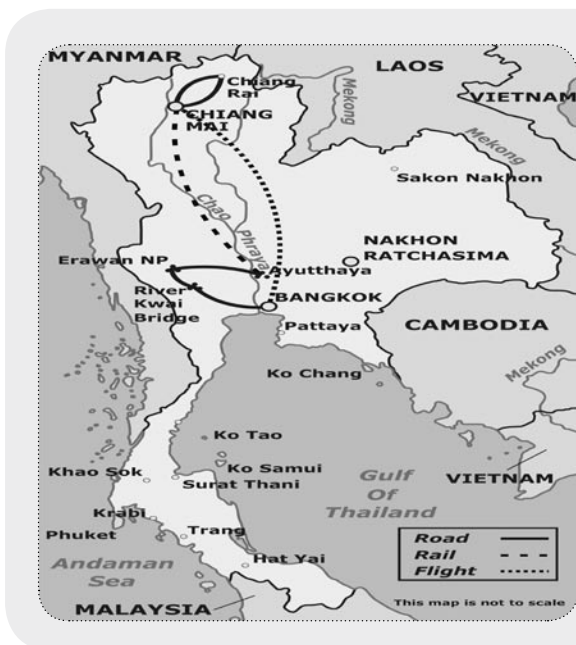 MYANMAR
LAOS
Chiang
Rai
Mekong
VIETNAM
CHIANG
MAI
Mekong
Sakon Nakhon
Chao
Phraya
NAKHON
RATCHASIMA
Erawan NP
Ayutthaya
River
Kwai
Bridge
BANGKOK
Pattaya
CAMBODIA
Mekong
Ko Chang
Ko Tao
Ko Samui
Khao Sok
Surat Thani
Gulf
Of
Thailand
VIETNAM
Krabi
Phuket
Trang
Road
Rail
Flight
Hat Yai
Andaman
Sea
MALAYSIA
This map is not to scale